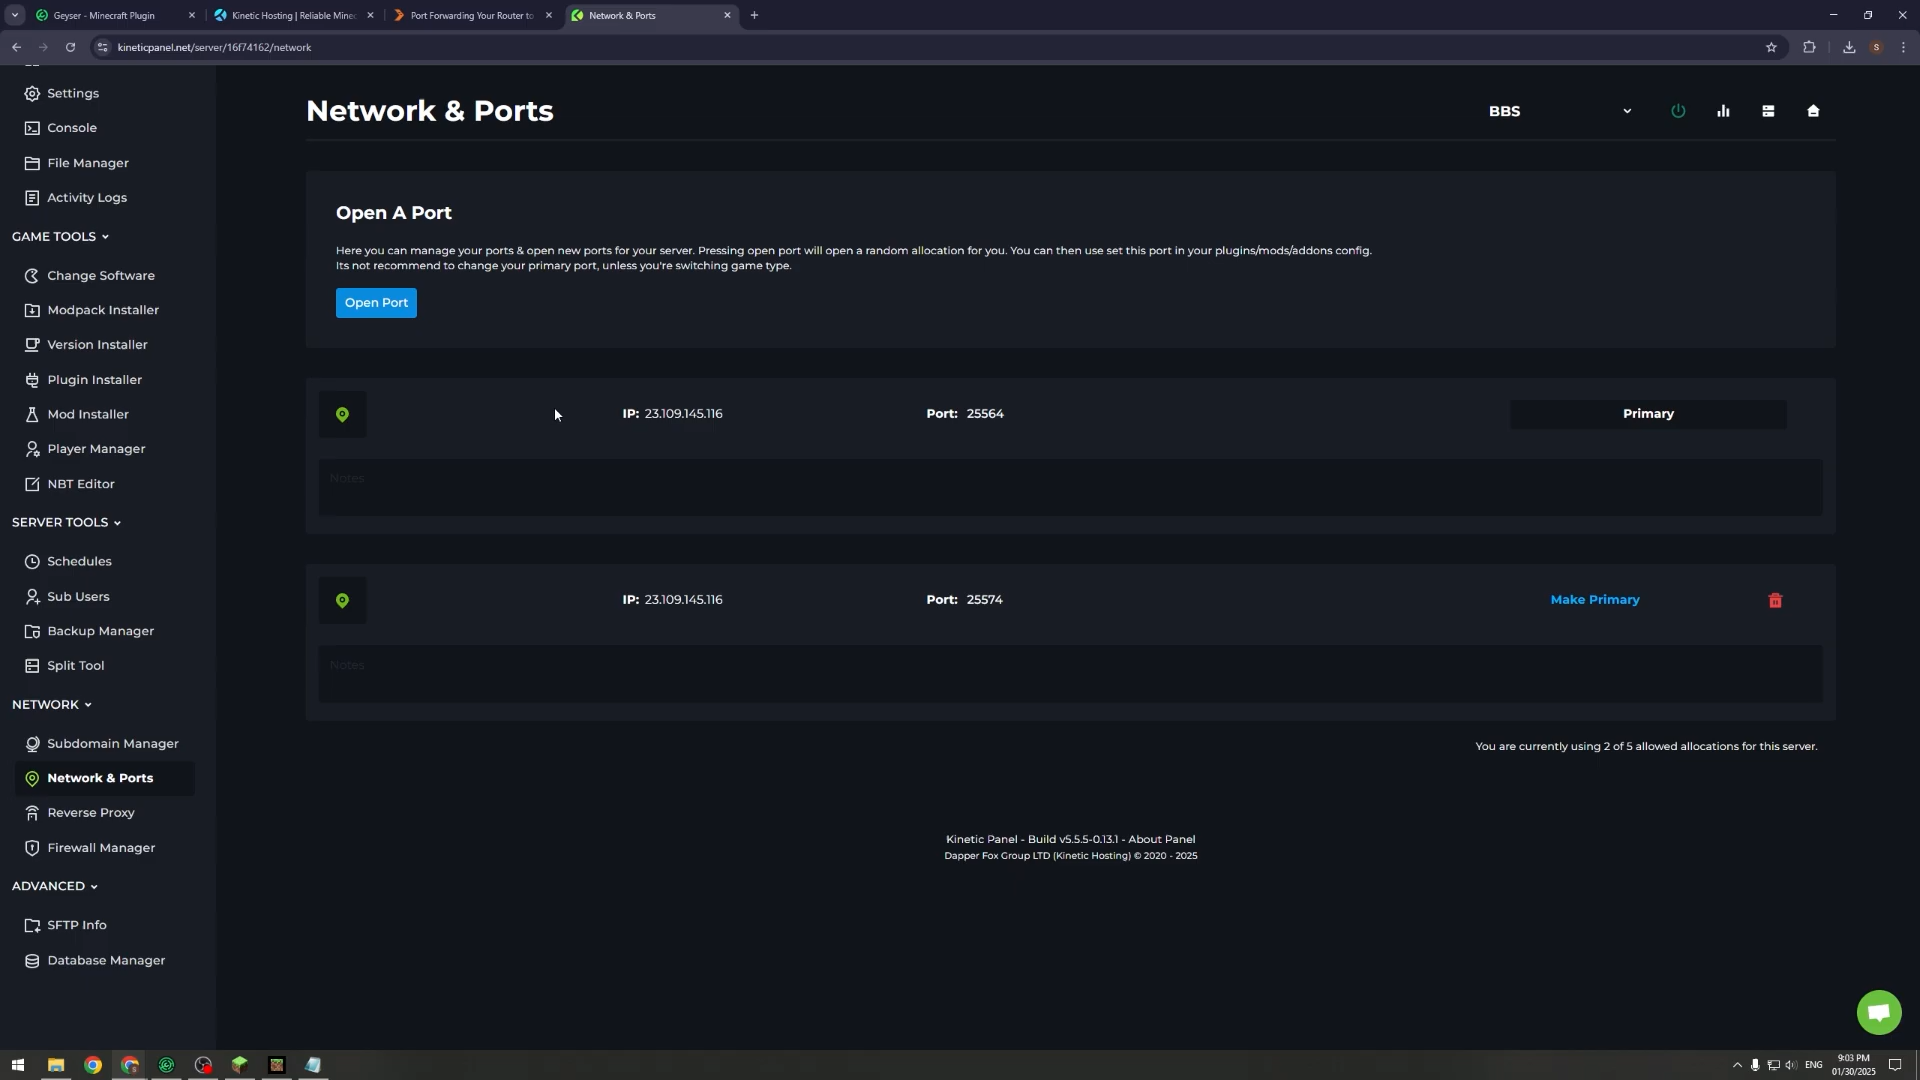 Geyser - Minecraft Plugin
Kinetic Hosting | Reliable Minec
Port Forwarding Your Router to
Network & Ports
kineticpanel.net/server/16f74162/network
S
Settings
Console
File Manager
Activity Logs
GAME TOOLS
Change Software
Modpack Installer
Version Installer
Plugin Installer
Mod Installer
Player Manager
NBT Editor
SERVER TOOLS
Schedules
Sub Users
Backup Manager
Split Tool
NETWORK
Subdomain Manager
Network & Ports
Reverse Proxy
Firewall Manager
ADVANCED
SFTP Info
Database Manager
Network & Ports
BBS
Open A Port
Here you can manage your ports & open new ports for your server. Pressing open port will open a random allocation for you. You can then use set this port in your plugins/mods/addons config.
Its not recommend to change your primary port, unless you're switching game type.
Open Port
IP: 23.109.145.116
Port: 25564
Primary
Notes
IP: 23.109.145.116
Port: 25574
Make Primary
Notes
You are currently using 2 of 5 allowed allocations for this server.
Kinetic Panel - Build v5.5.5-0.13.1 - About Panel
Dapper Fox Group LTD (Kinetic Hosting) © 2020 - 2025
ENG
9:03 PM
01/30/2025